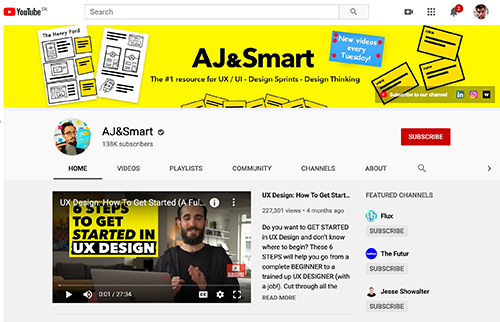 YouTube DE
Search
2
The Henry Ford
AJ&Smart
The #1 resource for UX / UI - Design Sprints - Design Thinking
New videos
every
Tuesday!
Subscribe to our channel
AJ&Smart
138K subscribers
SUBSCRIBE
HOME VIDEOS PLAYLISTS COMMUNITY CHANNELS ABOUT
UX Design: How To Get Started (A Ful...
6 STEPS
TO GET
STARTED IN
UX DESIGN
SUBSCRIBE
0:01 / 27:34
UX Design: How To Get Start...
227,301 views • 4 months ago
Do you want to GET STARTED
in UX Design and don't know
where to begin? These 6
STEPS will help you go from a
complete BEGINNER to a
trained up UX DESIGNER (with
a job!). Cut through all the
READ MORE
FEATURED CHANNELS
Flux
SUBSCRIBE
The Futur
SUBSCRIBE
Jesse Showalter
SUBSCRIBE